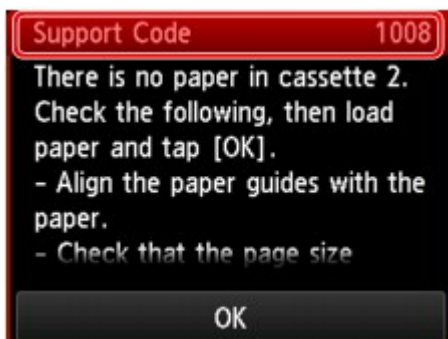 Support Code 1008
There is no paper in cassette 2.
Check the following, then load
paper and tap [OK].
– Align the paper guides with the
paper.
– Check that the page size
OK